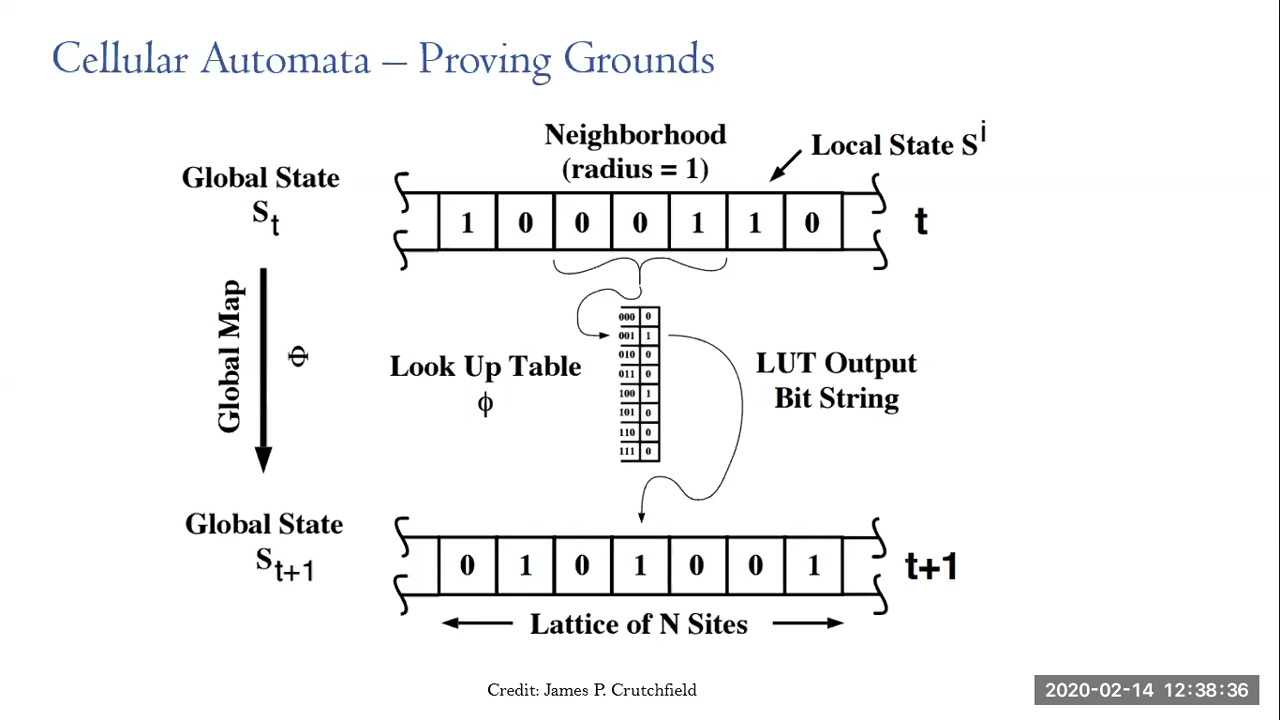 Cellular Automata – Proving Grounds
Neighborhood
(radius = 1)
Local State Sⁱ
Global State
Sₜ
1 0 0 0 1 1 0
t
Global Map
Φ
Look Up Table
ϕ
000 0
001 1
010 0
011 0
100 1
101 0
110 0
111 0
LUT Output
Bit String
Global State
Sₜ₊₁
0 1 0 1 0 0 1
t+1
Lattice of N Sites
Credit: James P. Crutchfield
2020-02-14 12:38:36